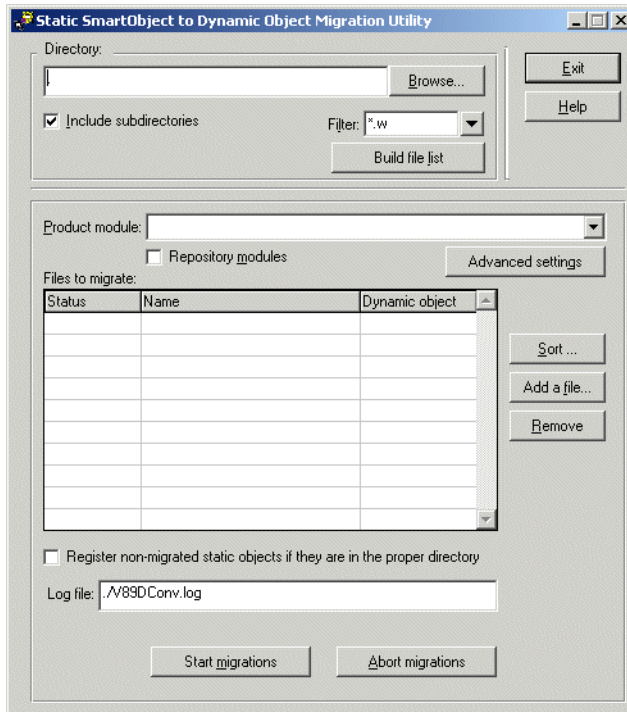 Static SmartObject to Dynamic Object Migration Utility
Directory:
.
Browse...
Exit
Help
Include subdirectories
Filter: *.w
Build file list
Product module:
Repository modules
Advanced settings
Files to migrate:
Status Name Dynamic object
Sort ...
Add a file...
Remove
Register non-migrated static objects if they are in the proper directory
Log file: ./V89DConv.log
Start migrations Abort migrations